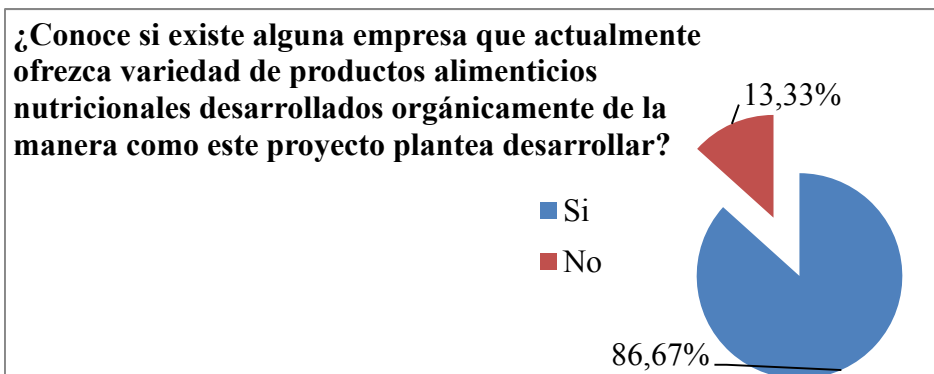 ¿Conoce si existe alguna empresa que actualmente
ofrezca variedad de productos alimenticios
nutricionales desarrollados orgánicamente de la
manera como este proyecto plantea desarrollar?
13,33%
Si
No
86,67%